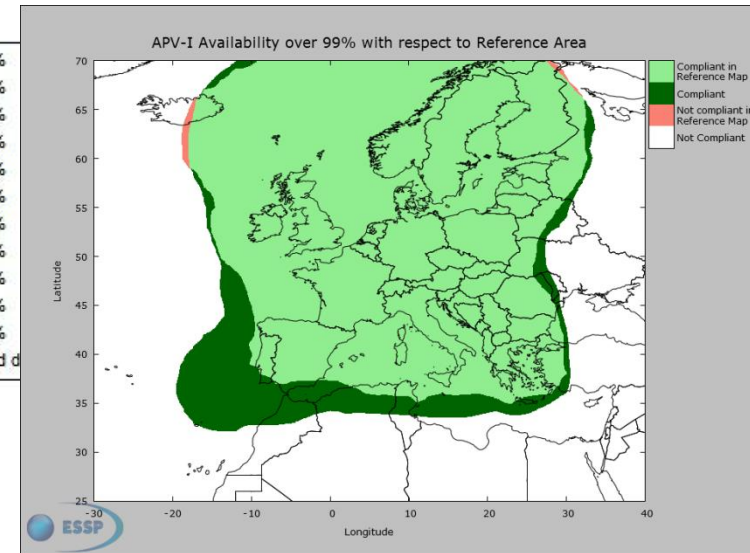 %
%
%
%
%
%
%
%
%
%
%
d d
APV-I Availability over 99% with respect to Reference Area
Compliant in
Reference Map
Compliant
Not compliant in
Reference Map
Not Compliant
70
65
60
55
50
45
40
35
30
25
Latitude
-30 -20 -10 0 10 20 30 40
Longitude
ESSP